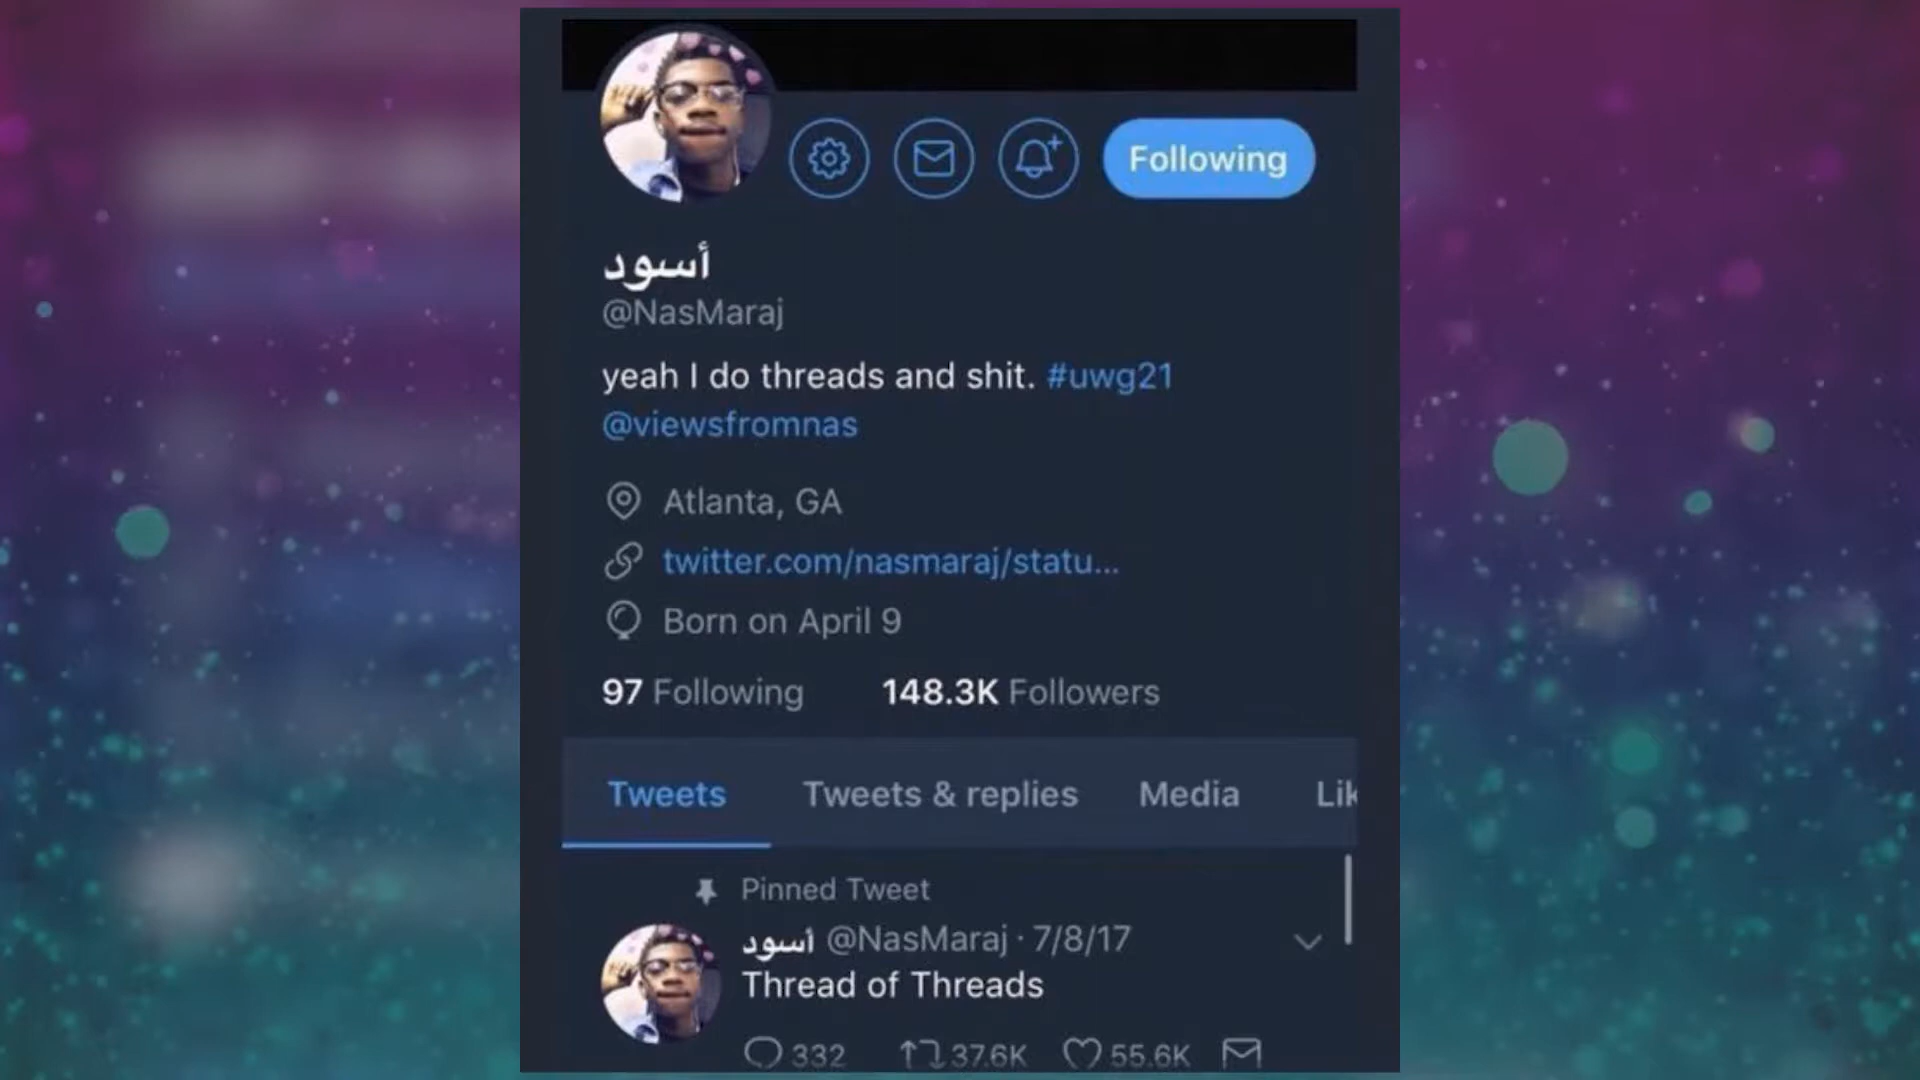 Following
أسود
@NasMaraj
yeah I do threads and shit. #uwg21
@viewsfromnas
Atlanta, GA
twitter.com/nasmaraj/statu...
Born on April 9
97 Following 148.3K Followers
Tweets Tweets & replies Media Lik
Pinned Tweet
أسود @NasMaraj · 7/8/17
Thread of Threads
332 37.6K 55.6K